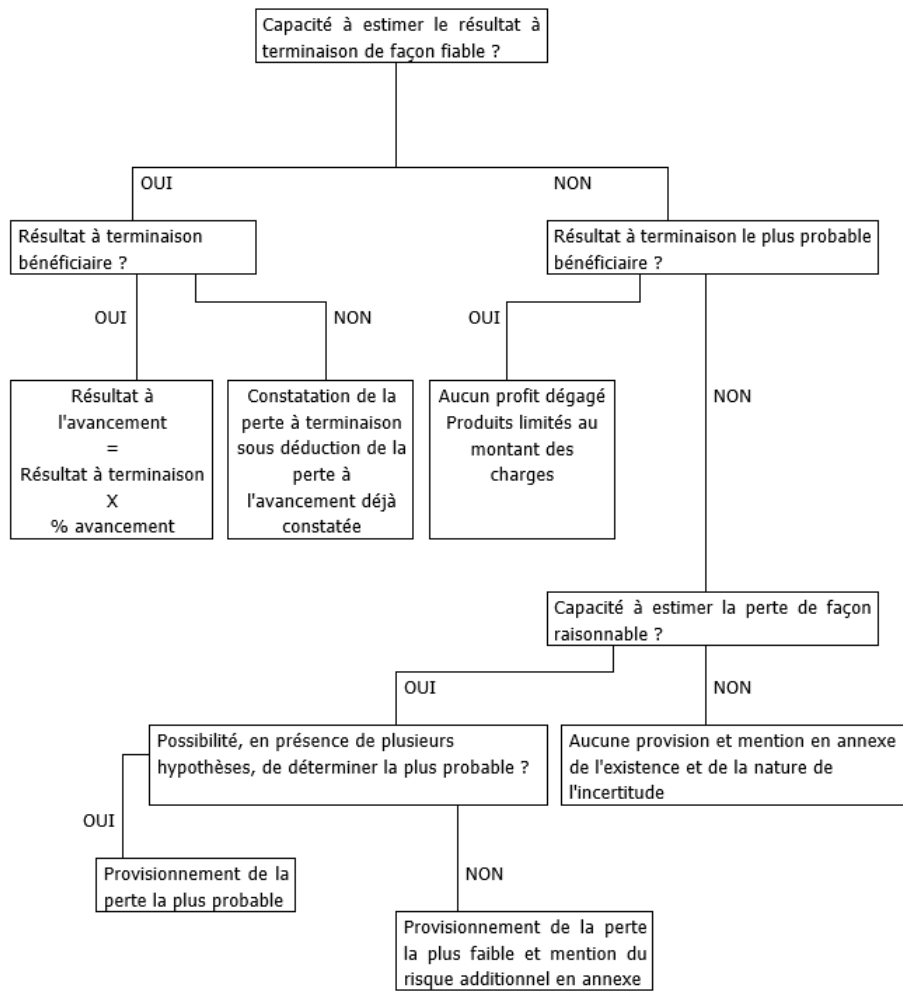 Capacité à estimer le résultat à
terminaison de façon fiable ?
OUI
NON
Résultat à terminaison
bénéficiaire ?
Résultat à terminaison le plus probable
bénéficiaire ?
OUI
NON
OUI
NON
Résultat à
l'avancement
=
Résultat à terminaison
X
% avancement
Constatation de la
perte à terminaison
sous déduction de la
perte à
l'avancement déjà
constatée
Aucun profit dégagé
Produits limités au
montant des
charges
Capacité à estimer la perte de façon
raisonnable ?
OUI
NON
Possibilité, en présence de plusieurs
hypothèses, de déterminer la plus probable ?
Aucune provision et mention en annexe
de l'existence et de la nature de
l'incertitude
OUI
NON
Provisionnement de la
perte la plus probable
Provisionnement de la perte
la plus faible et mention du
risque additionnel en annexe